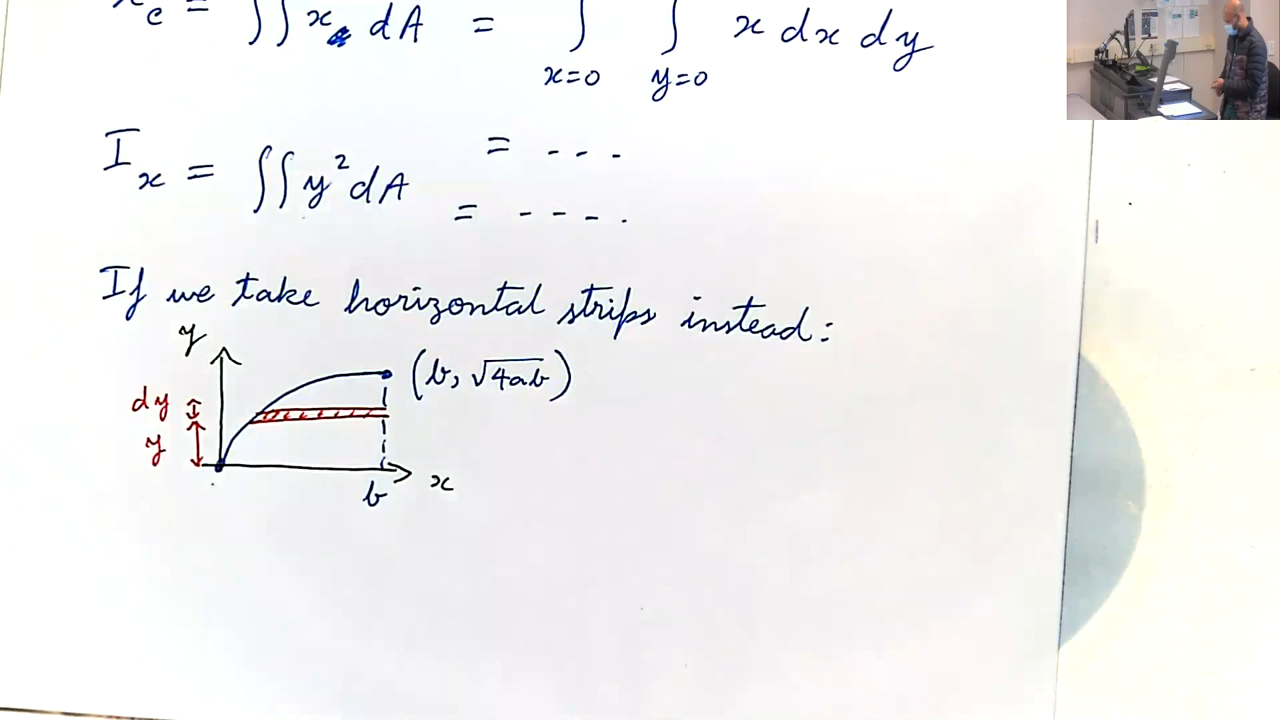 x_c = ∫∫ x dA = ∫_{x=0} ∫_{y=0} x dx dy
I_x = ∫∫ y² dA = - - -
= - - - .
If we take horizontal strips instead:
y
(b, √4ab)
dy
y
b
x